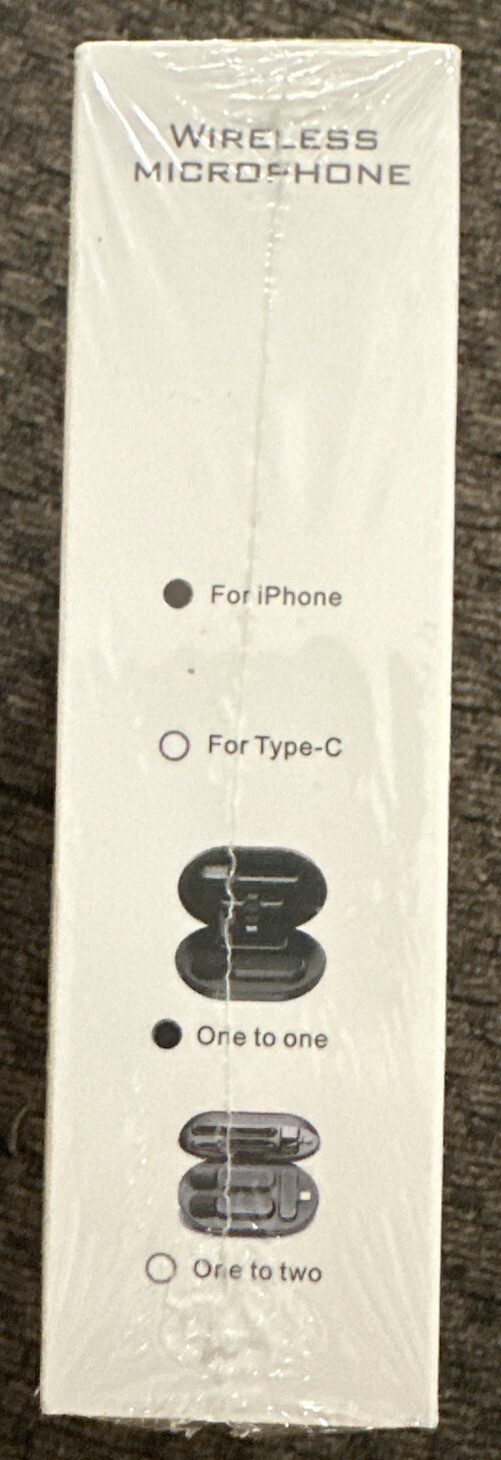 WIRELESS
MICROPHONE
For iPhone
For Type-C
One to one
One to two